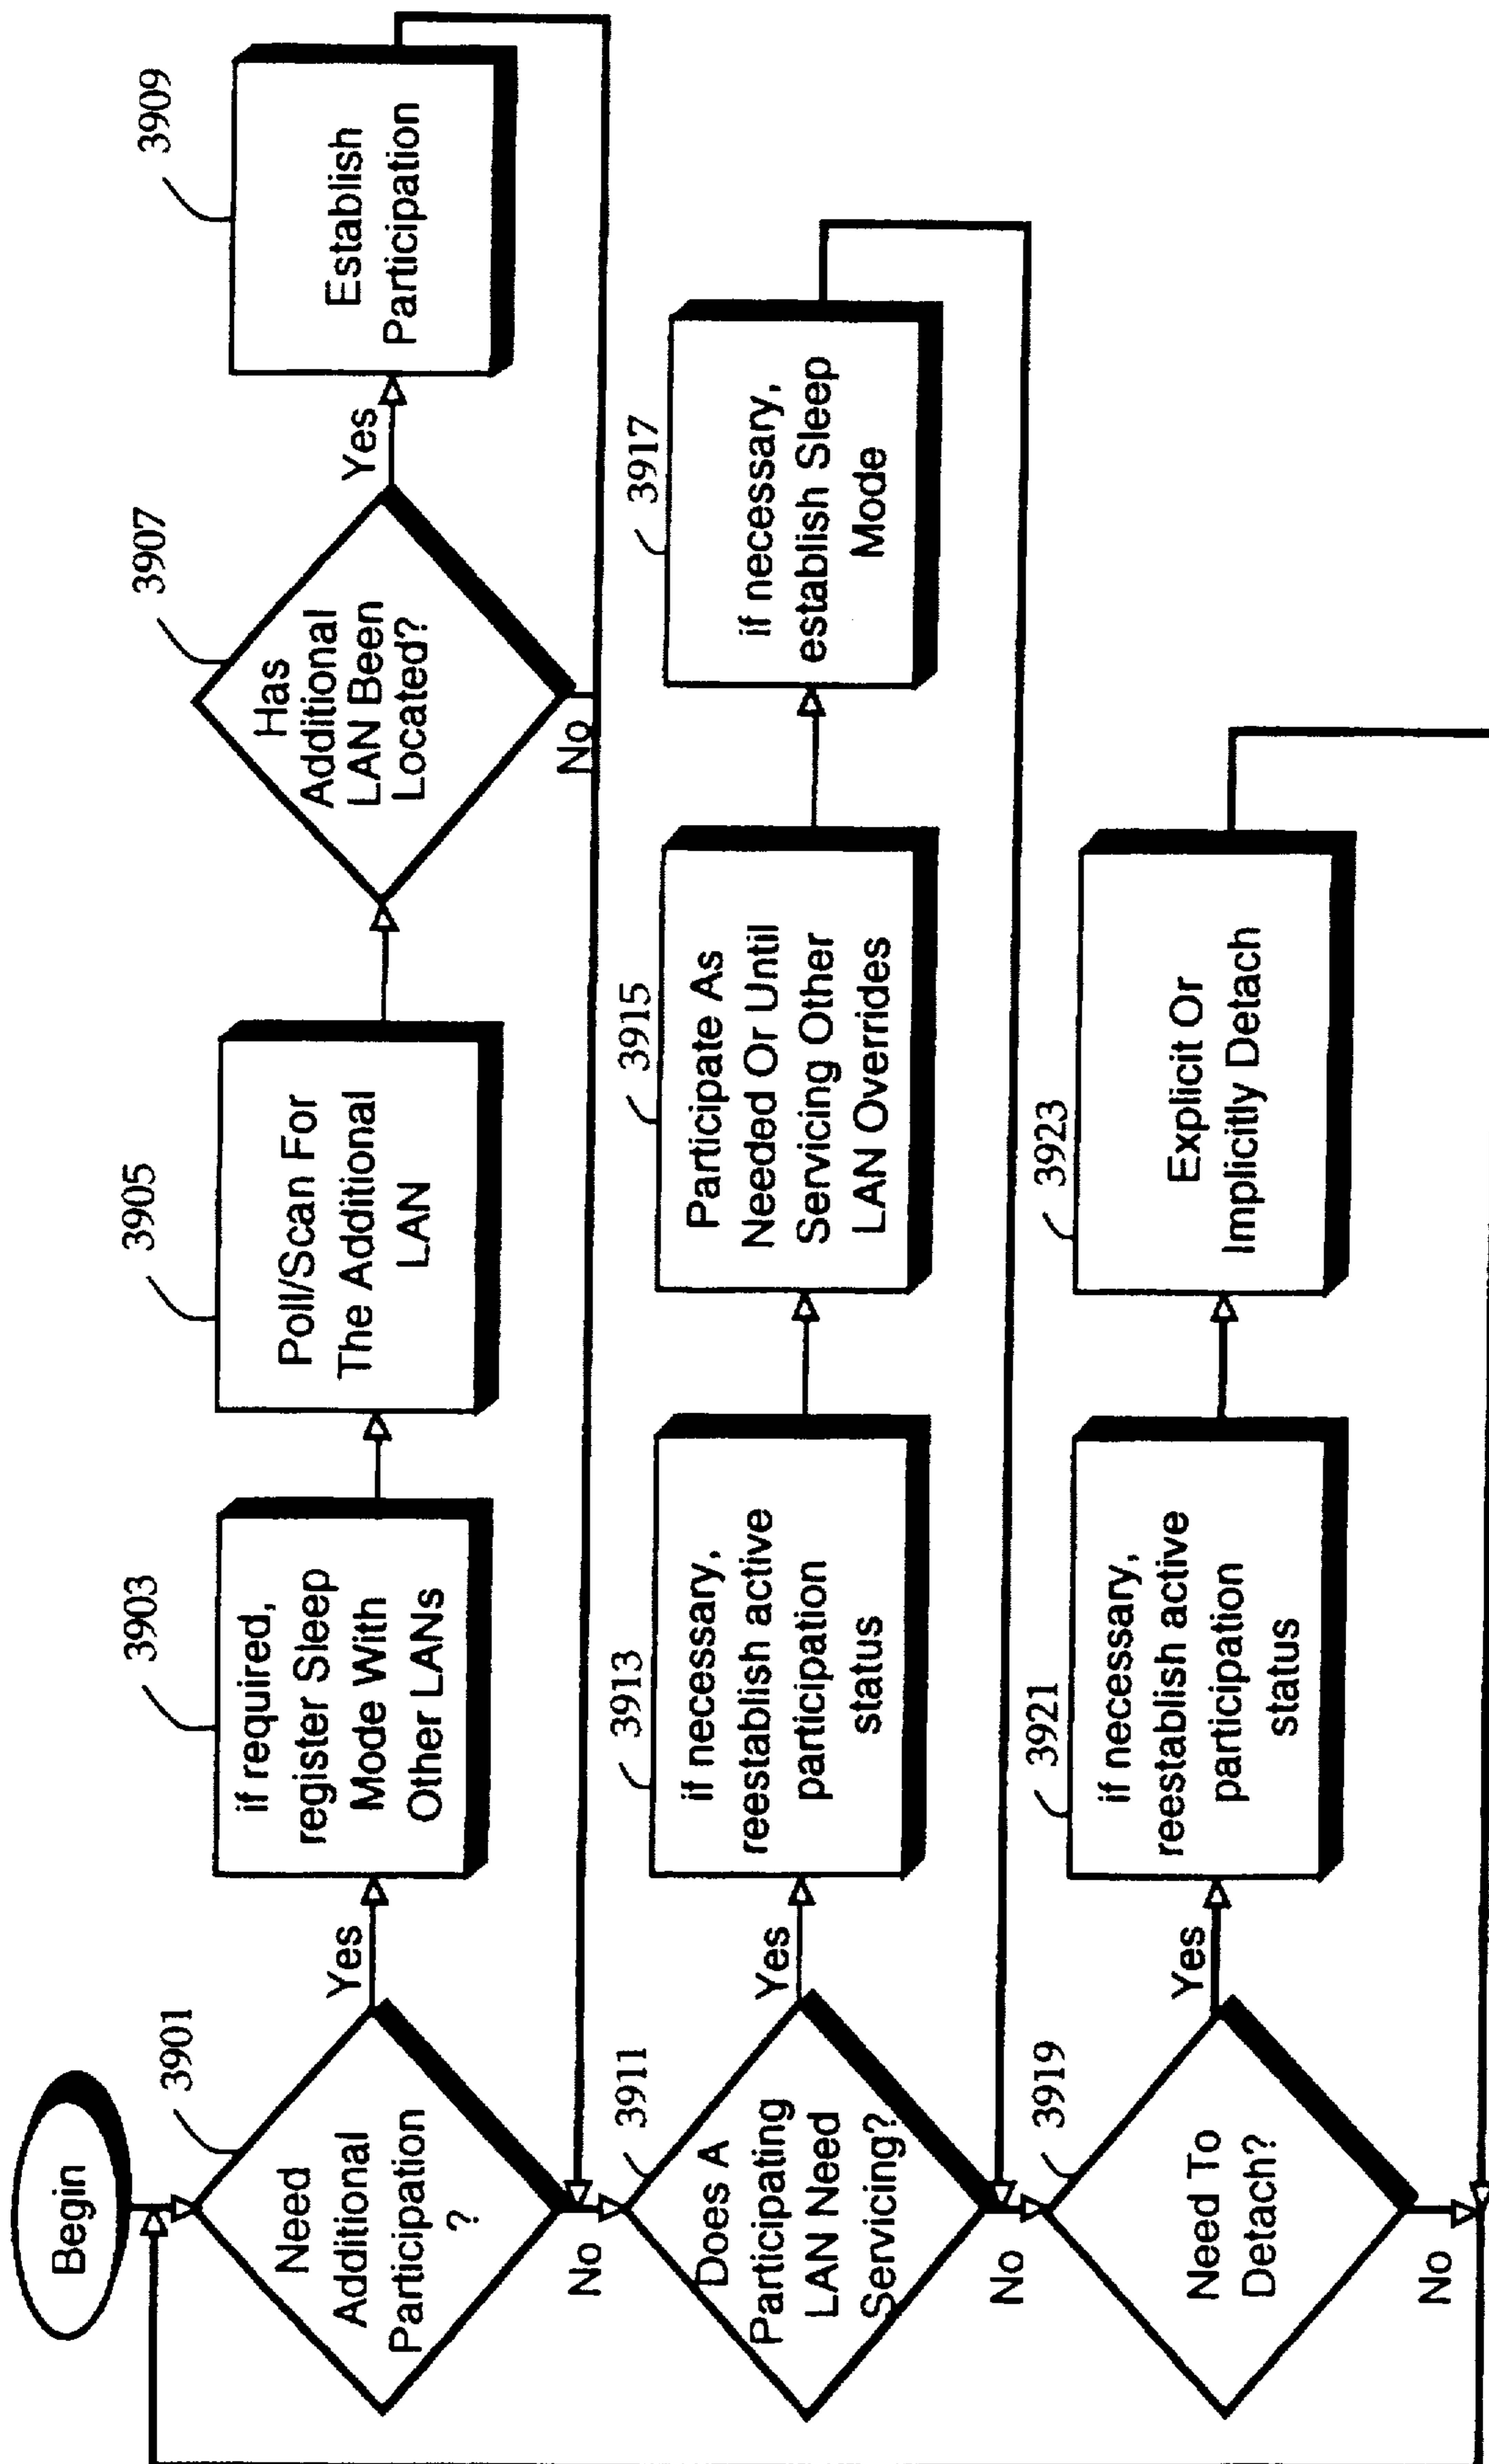 Begin
3901
Need
Additional
Participation
?
Yes
No
3903
if required,
register Sleep
Mode With
Other LANs
3905
Poll/Scan For
The Additional
LAN
3907
Has
Additional
LAN Been
Located?
Yes
No
3909
Establish
Participation
3911
Does A
Participating
LAN Need
Servicing?
Yes
No
3913
if necessary,
reestablish active
participation
status
3915
Participate As
Needed Or Until
Servicing Other
LAN Overrides
3917
if necessary,
establish Sleep
Mode
3919
Need To
Detach?
Yes
No
3921
if necessary,
reestablish active
participation
status
3923
Explicit Or
Implicitly Detach